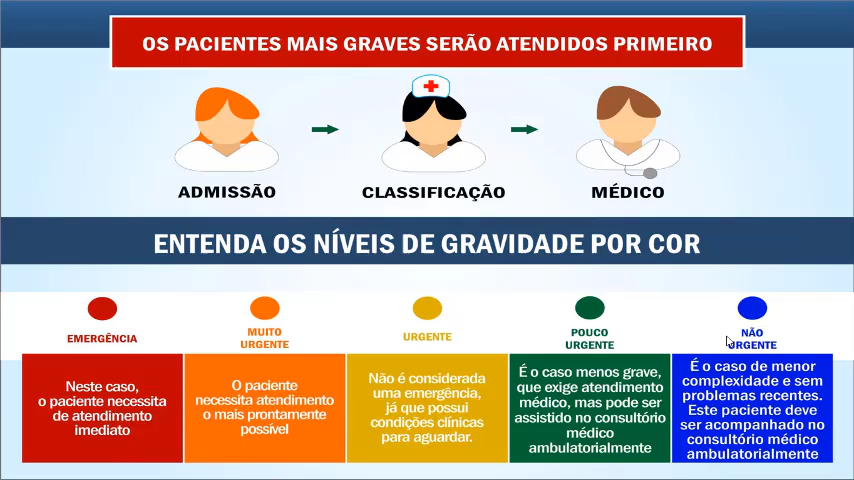 OS PACIENTES MAIS GRAVES SERÃO ATENDIDOS PRIMEIRO
ADMISSÃO
CLASSIFICAÇÃO
MÉDICO
ENTENDA OS NÍVEIS DE GRAVIDADE POR COR
EMERGÊNCIA
Neste caso,
o paciente necessita
de atendimento
imediato
MUITO
URGENTE
O paciente
necessita atendimento
o mais prontamente
possível
URGENTE
Não é considerada
uma emergência,
já que possui
condições clínicas
para aguardar.
POUCO
URGENTE
É o caso menos grave,
que exige atendimento
médico, mas pode ser
assistido no consultório
médico
ambulatorialmente
NÃO
URGENTE
É o caso de menor
complexidade e sem
problemas recentes.
Este paciente deve
ser acompanhado no
consultório médico
ambulatorialmente